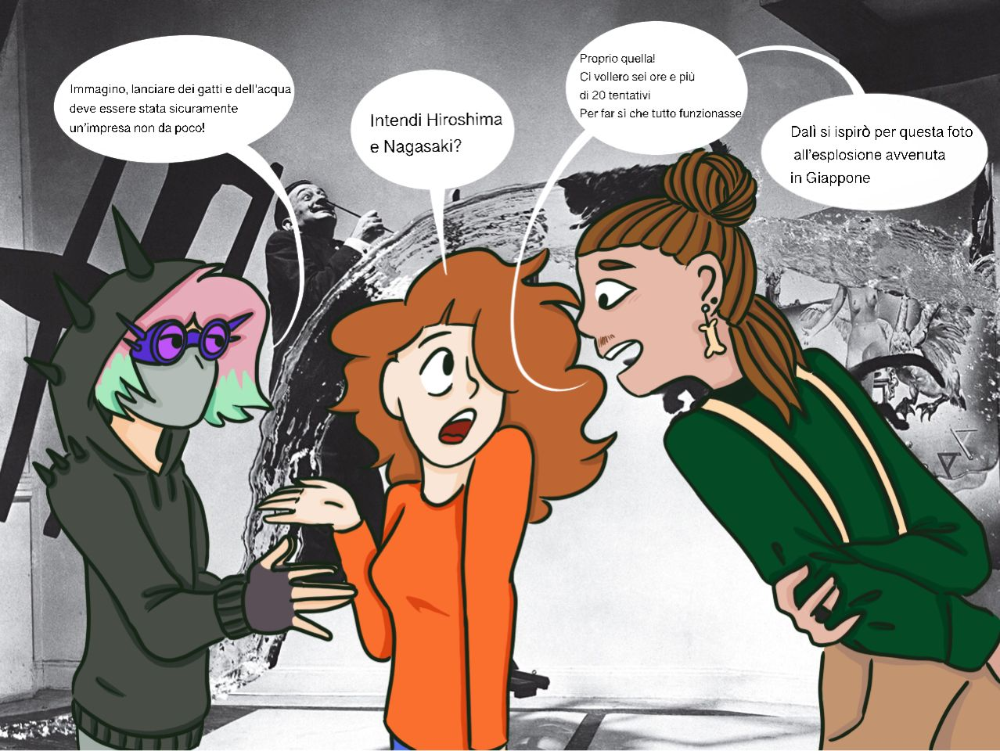 Immagino, lanciare dei gatti e dell'acqua
deve essere stata sicuramente
un'impresa non da poco!
Intendi Hiroshima
e Nagasaki?
Proprio quella!
Ci vollero sei ore e più
di 20 tentativi
Per far sì che tutto funzionasse
Dalì si ispirò per questa foto
all'esplosione avvenuta
in Giappone